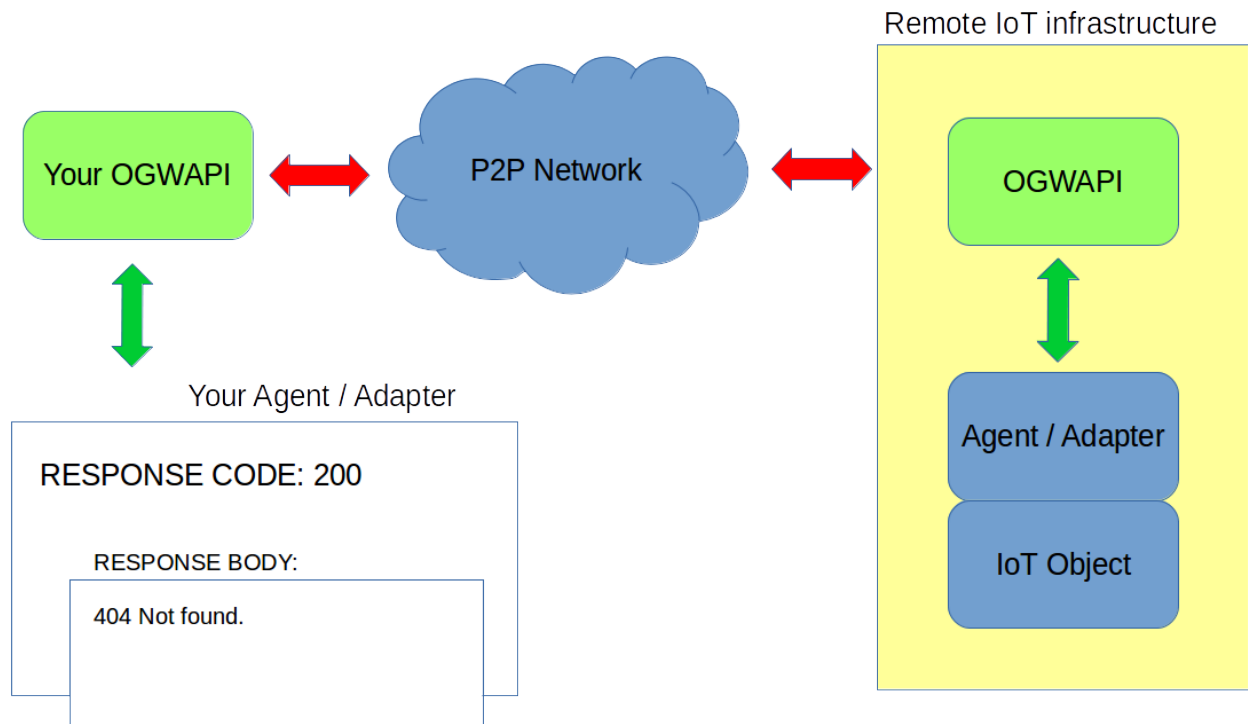 Remote IoT infrastructure
Your OGWAPI
P2P Network
OGWAPI
Your Agent / Adapter
RESPONSE CODE: 200
RESPONSE BODY:
404 Not found.
Agent / Adapter
IoT Object